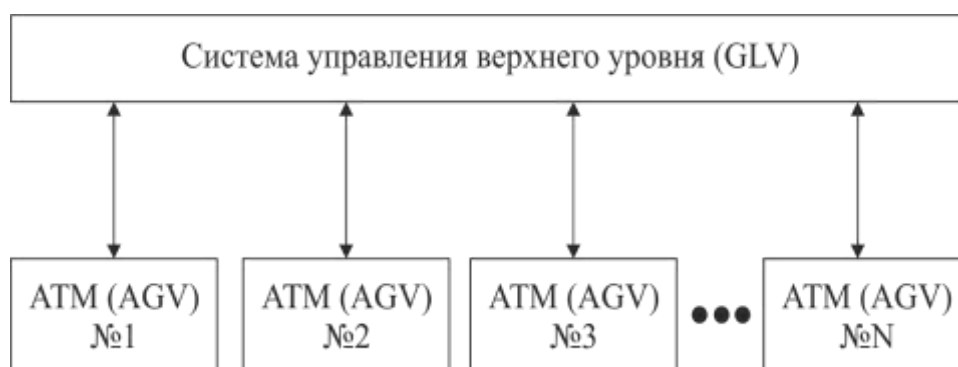 Система управления верхнего уровня (GLV)
АТМ (AGV)
№1
АТМ (AGV)
№2
АТМ (AGV)
№3
АТМ (AGV)
№N